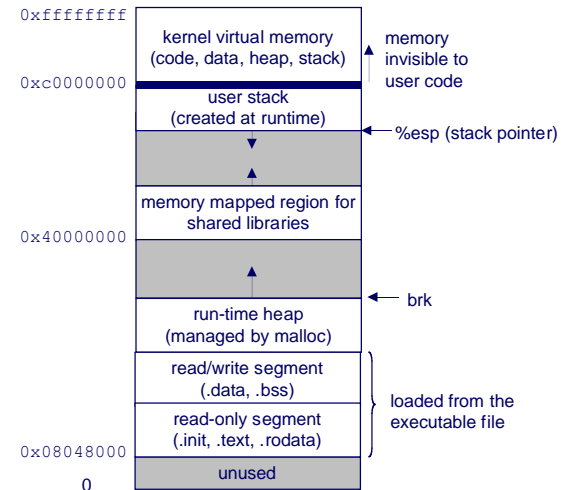 0xffffffff
kernel virtual memory
(code, data, heap, stack)
memory
invisible to
user code
0xc0000000
user stack
(created at runtime)
%esp (stack pointer)
memory mapped region for
shared libraries
0x40000000
brk
run-time heap
(managed by malloc)
read/write segment
(.data, .bss)
loaded from the
executable file
read-only segment
(.init, .text, .rodata)
0x08048000
unused
0